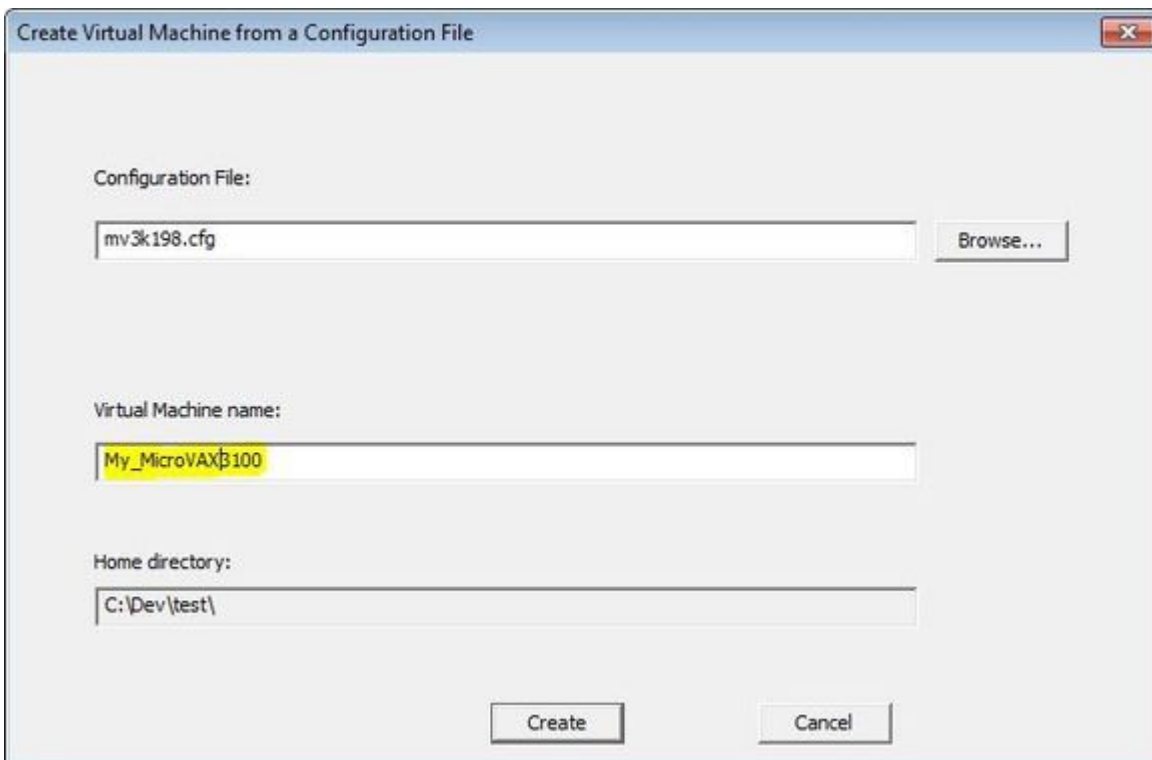 Create Virtual Machine from a Configuration File
Configuration File:
mv3k198.cfg
Browse...
Virtual Machine name:
My_MicroVAX3100
Home directory:
C:\Dev\test\
Create
Cancel